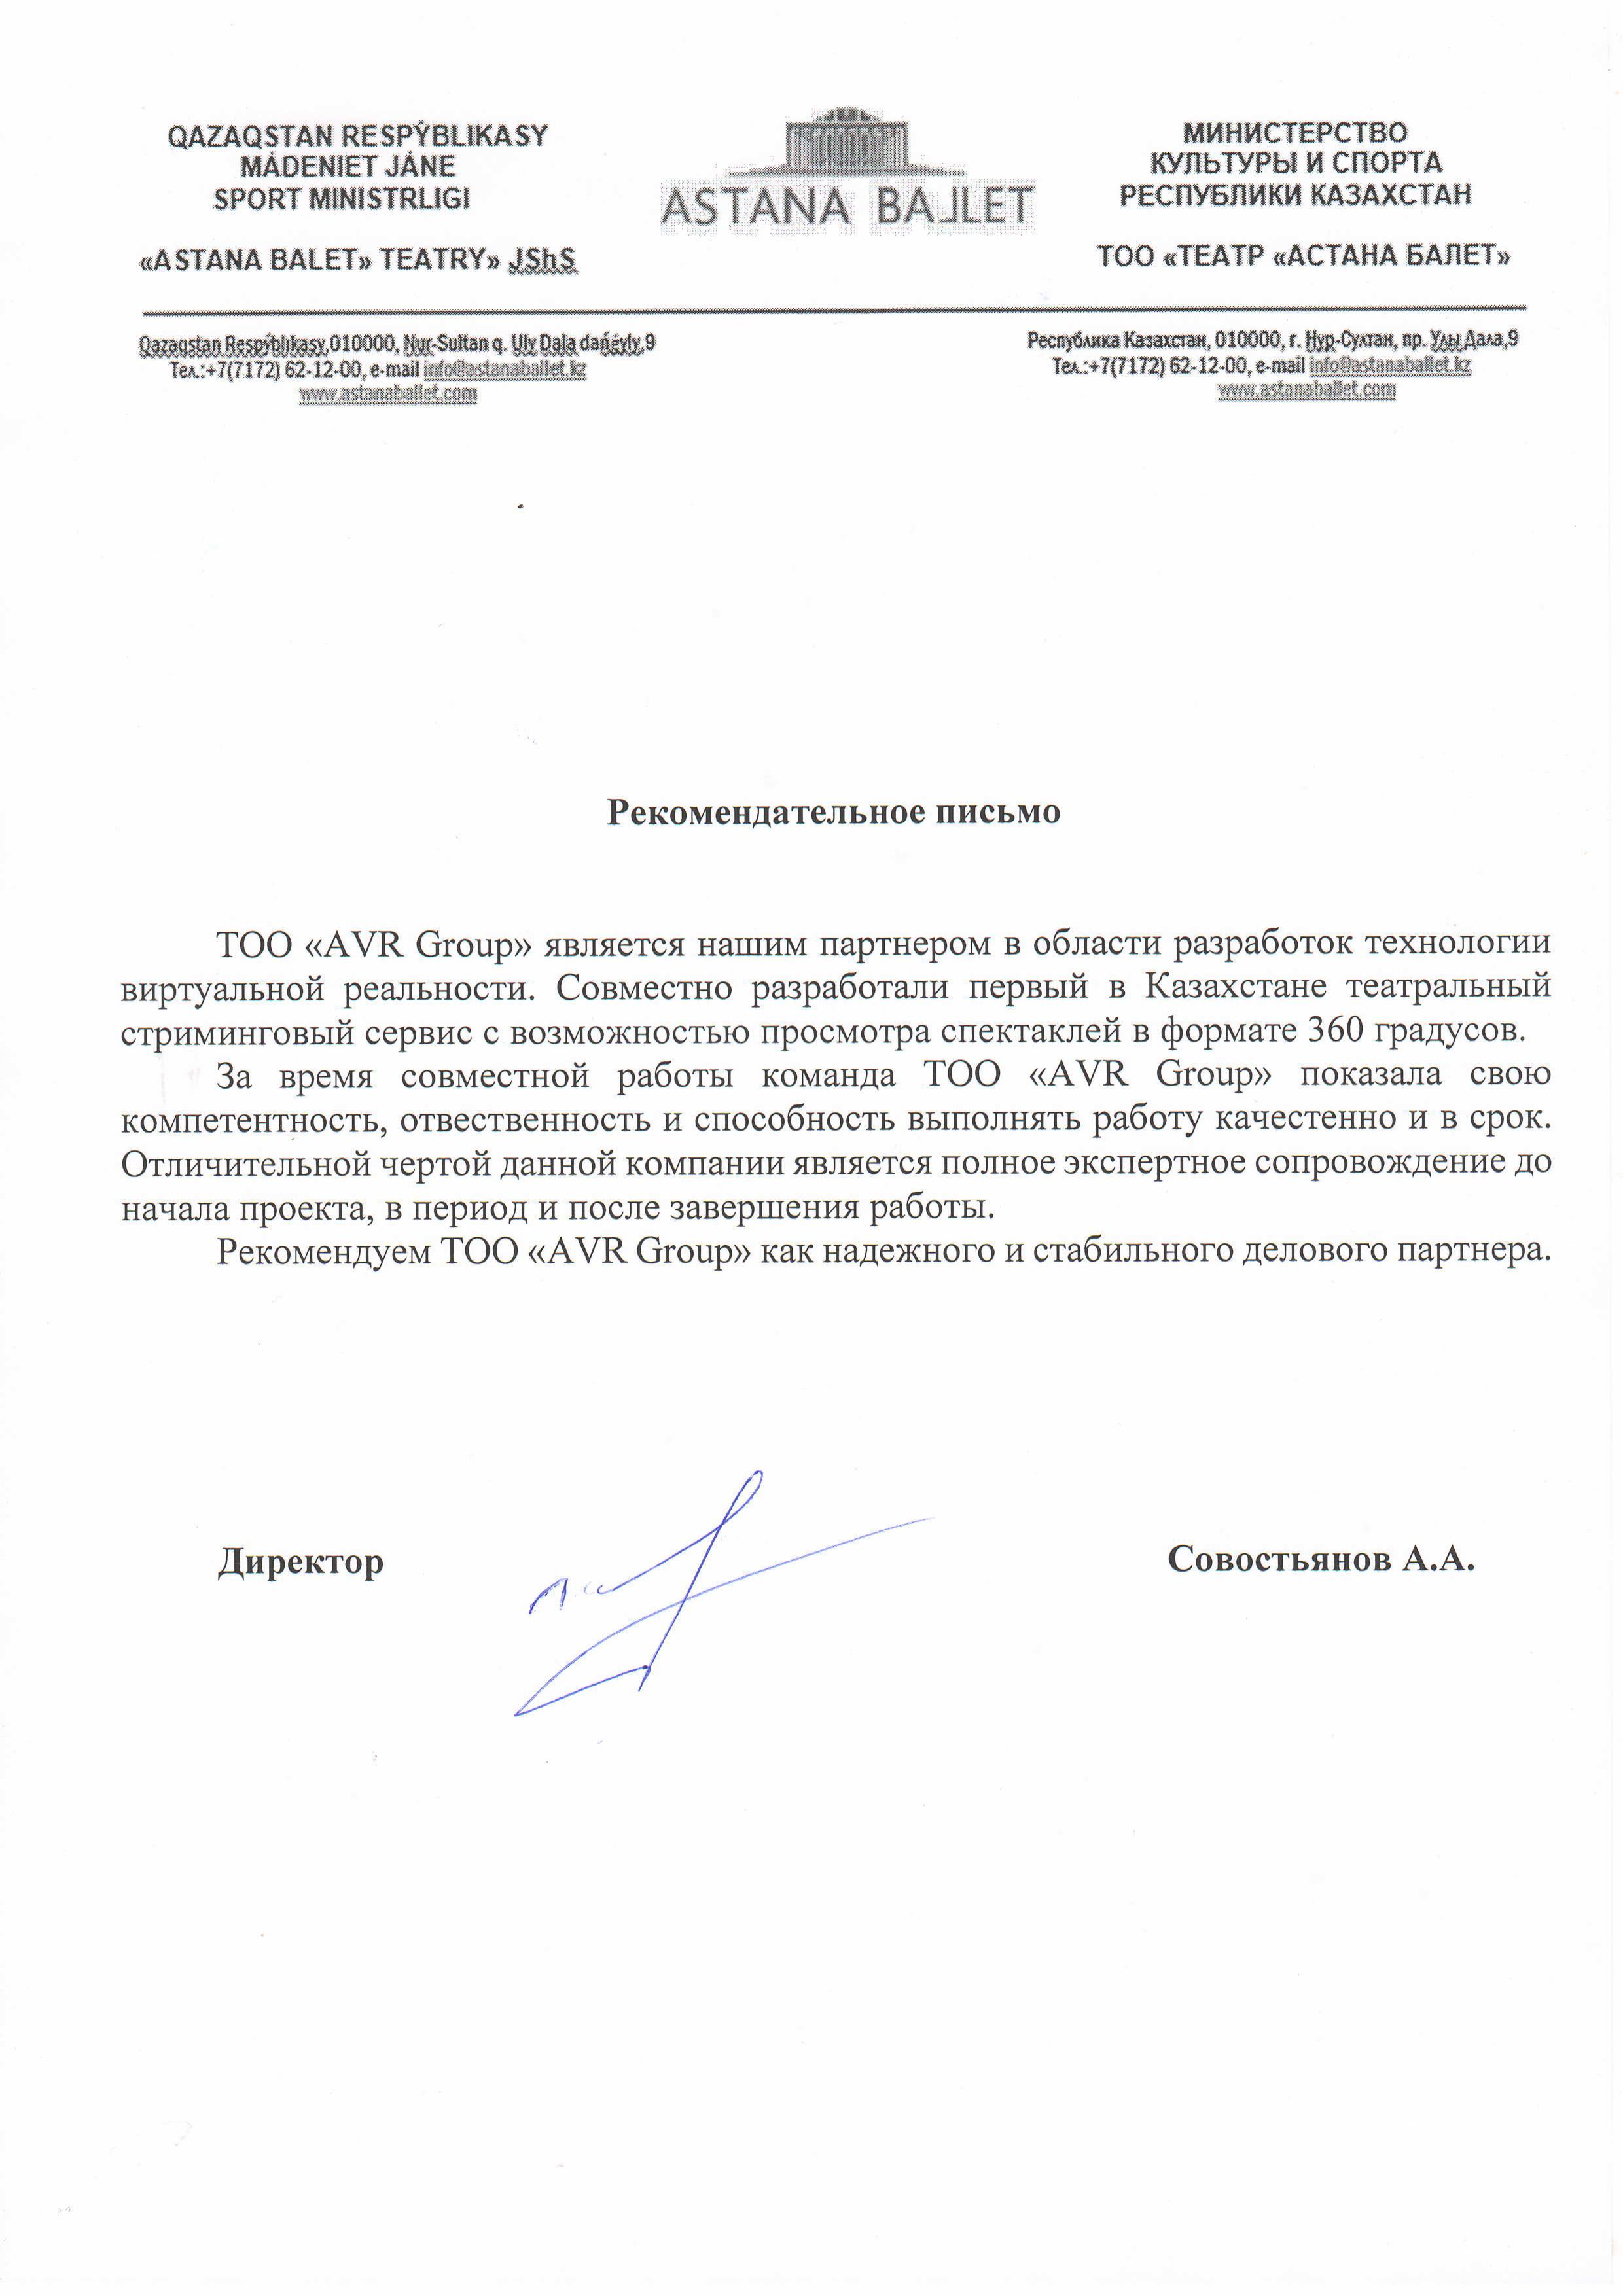 QAZAQSTAN RESPÝBLIKASY
MÁDENIET JÁNE
SPORT MINISTRLIGI
«ASTANA BALET» TEATRY» JShS
ASTANA BALLET
МИНИСТЕРСТВО
КУЛЬТУРЫ И СПОРТА
РЕСПУБЛИКИ КАЗАХСТАН
ТОО «ТЕАТР «АСТАНА БАЛЕТ»
Qazaqstan Respýblıkasy,010000, Nur-Sultan q. Uly Dala dańǵyly,9
Тел.:+7(7172) 62-12-00, e-mail info@astanaballet.kz
www.astanaballet.com
Республика Казахстан, 010000, г. Нур-Султан, пр. Улы Дала,9
Тел.:+7(7172) 62-12-00, e-mail info@astanaballet.kz
www.astanaballet.com
Рекомендательное письмо
ТОО «AVR Group» является нашим партнером в области разработок технологии
виртуальной реальности. Совместно разработали первый в Казахстане театральный
стриминговый сервис с возможностью просмотра спектаклей в формате 360 градусов.
За время совместной работы команда ТОО «AVR Group» показала свою
компетентность, отвественность и способность выполнять работу качестенно и в срок.
Отличительной чертой данной компании является полное экспертное сопровождение до
начала проекта, в период и после завершения работы.
Рекомендуем ТОО «AVR Group» как надежного и стабильного делового партнера.
Директор
Совостьянов А.А.